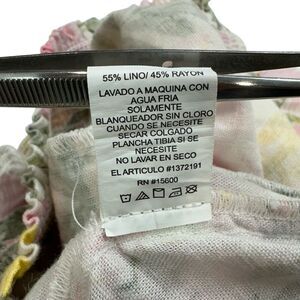 55% LINO/ 45% RAYON
LAVADO A MAQUINA CON
AGUA FRIA
SOLAMENTE
BLANQUEADOR SIN CLORO
CUANDO SE NECESITE
SECAR COLGADO
PLANCHA TIBIA SI SE
NECESITE
NO LAVAR EN SECO
EL ARTICULO #1372191
RN #15600